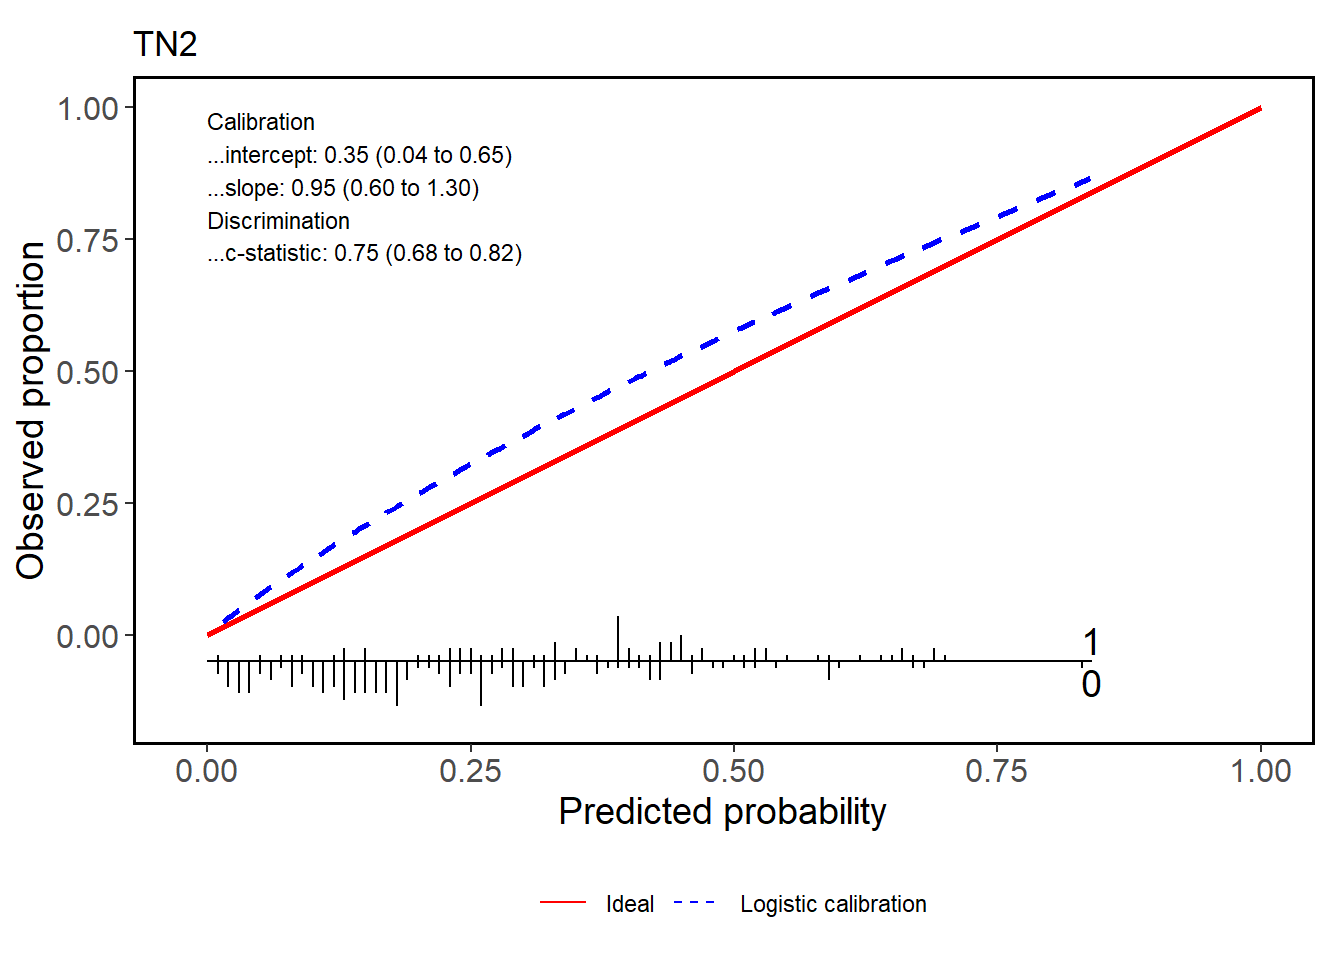 TN2
Calibration
...intercept: 0.35 (0.04 to 0.65)
...slope: 0.95 (0.60 to 1.30)
Discrimination
...c-statistic: 0.75 (0.68 to 0.82)
Observed proportion
1.00
0.75
0.50
0.25
0.00
1
0
0.00 0.25 0.50 0.75 1.00
Predicted probability
Ideal Logistic calibration